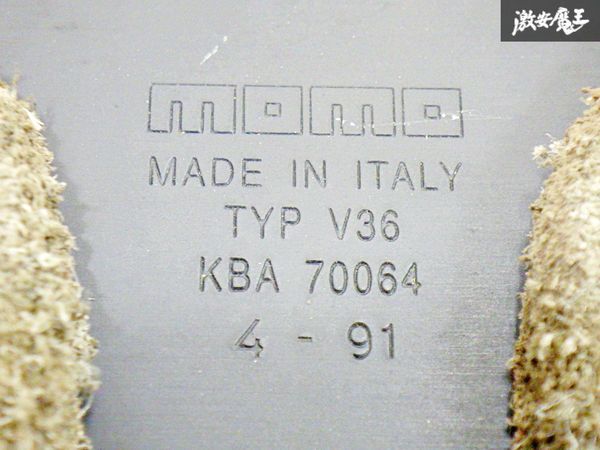 激安魔王
momo
MADE IN ITALY
TYP V36
KBA 70064
4 - 91